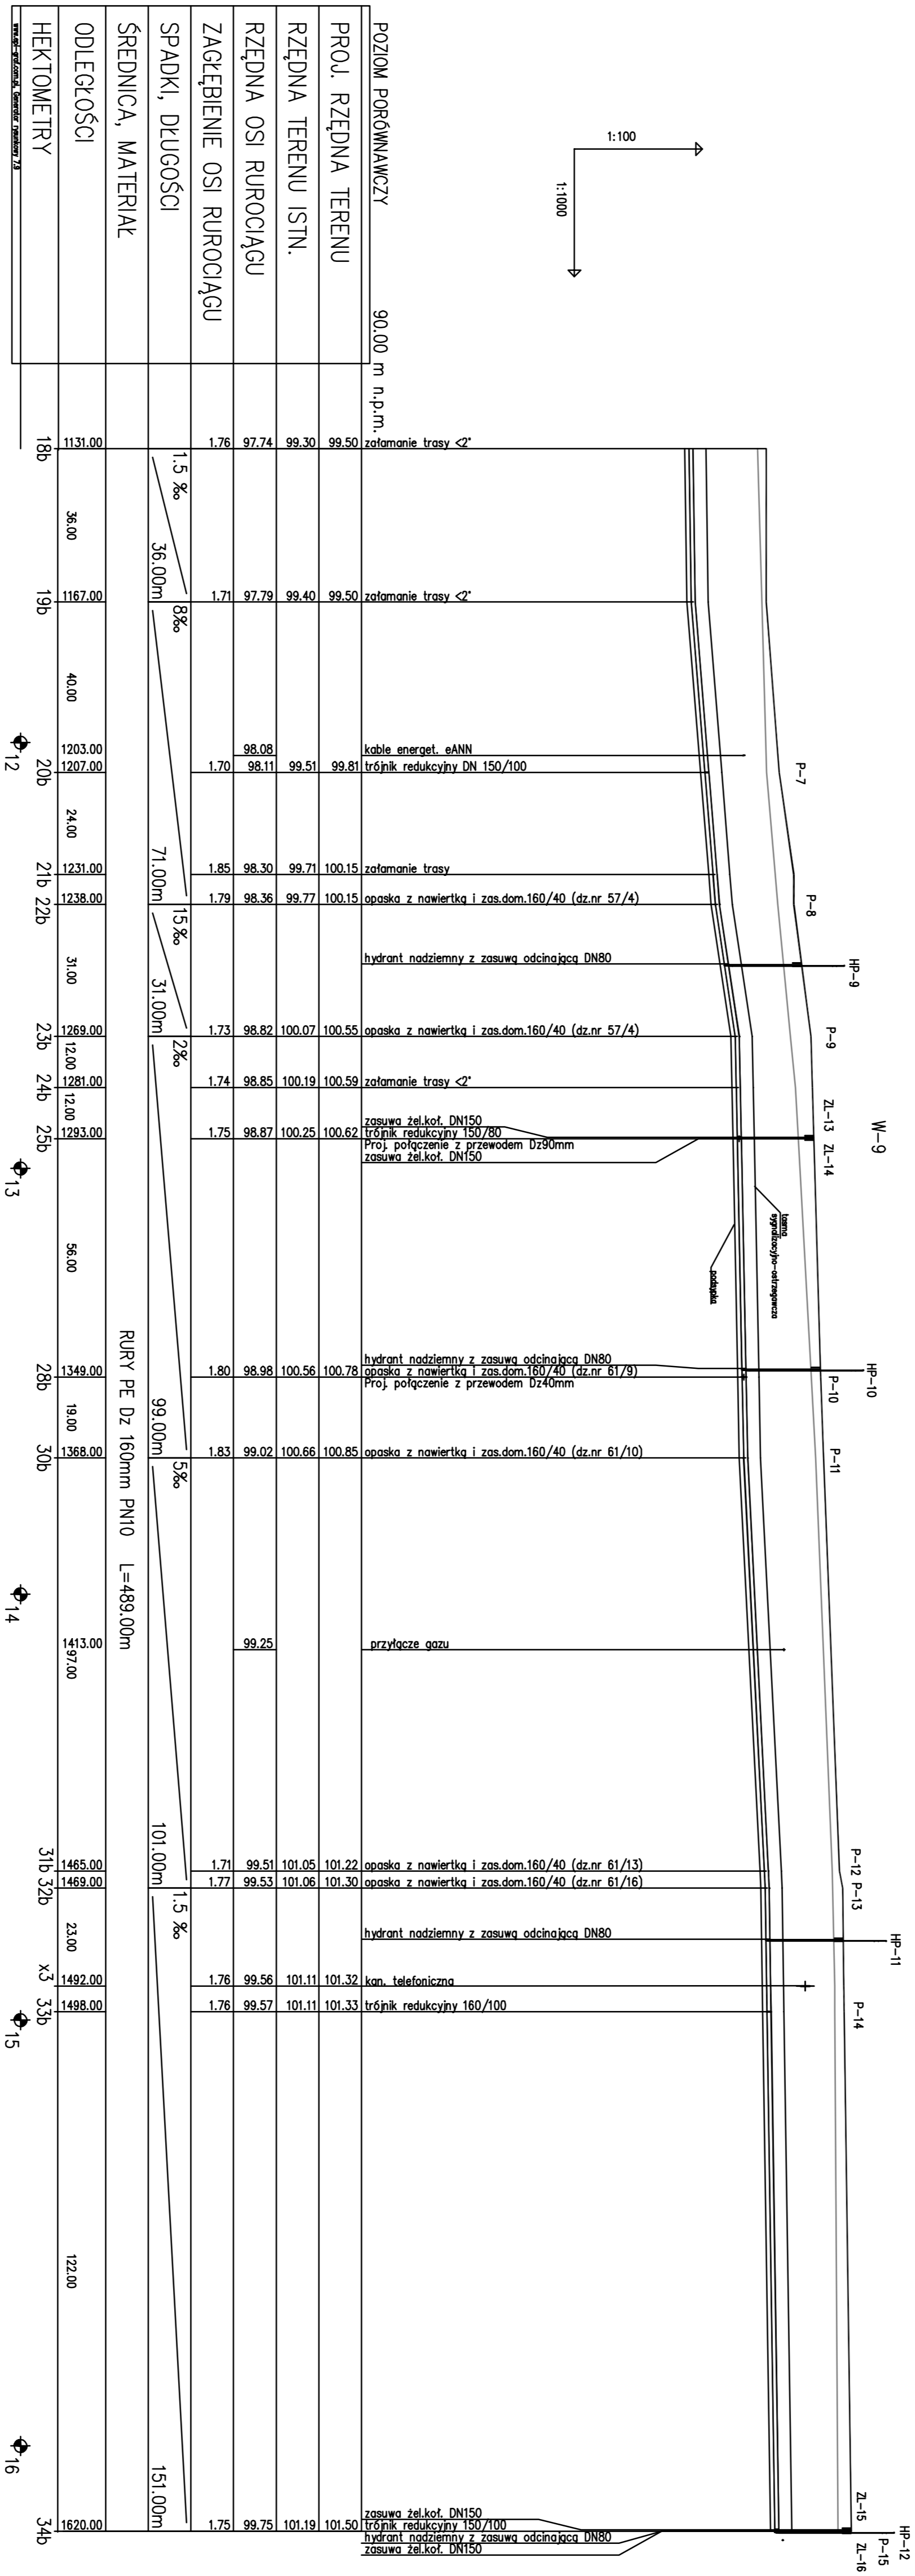 1:100
1:1000
W-9
P-7
P-8
HP-9
P-9
ZL-13 ZL-14
HP-10
P-10
P-11
P-12 P-13
HP-11
P-14
ZL-15
HP-12
P-15
ZL-16
taśma
sygnalizacyjno-ostrzegawcza
podsypka
POZIOM PORÓWNAWCZY 90.00 m n.p.m.
załamanie trasy <2°
załamanie trasy <2°
kable energet. eANN
trójnik redukcyjny DN 150/100
załamanie trasy
opaska z nawiertką i zas.dom.160/40 (dz.nr 57/4)
hydrant nadziemny z zasuwą odcinającą DN80
opaska z nawiertką i zas.dom.160/40 (dz.nr 57/4)
załamanie trasy <2°
zasuwa żel.koł. DN150
trójnik redukcyjny 150/80
Proj. połączenie z przewodem Dz90mm
zasuwa żel.koł. DN150
hydrant nadziemny z zasuwą odcinającą DN80
opaska z nawiertką i zas.dom.160/40 (dz.nr 61/9)
Proj. połączenie z przewodem Dz40mm
opaska z nawiertką i zas.dom.160/40 (dz.nr 61/10)
przyłącze gazu
opaska z nawiertką i zas.dom.160/40 (dz.nr 61/13)
opaska z nawiertką i zas.dom.160/40 (dz.nr 61/16)
hydrant nadziemny z zasuwą odcinającą DN80
kan. telefoniczna
trójnik redukcyjny 160/100
zasuwa żel.koł. DN150
trójnik redukcyjny 150/100
hydrant nadziemny z zasuwą odcinającą DN80
zasuwa żel.koł. DN150
PROJ. RZĘDNA TERENU 99.50 99.50 99.81 100.15 100.15 100.55 100.59 100.62 100.78 100.85 101.22 101.30 101.32 101.33 101.50
RZĘDNA TERENU ISTN. 99.30 99.40 99.51 99.71 99.77 100.07 100.19 100.25 100.56 100.66 101.05 101.06 101.11 101.11 101.19
RZĘDNA OSI RUROCIĄGU 97.74 97.79 98.08 98.11 98.30 98.36 98.82 98.85 98.87 98.98 99.02 99.25 99.51 99.53 99.56 99.57 99.75
ZAGŁĘBIENIE OSI RUROCIĄGU 1.76 1.71 1.70 1.85 1.79 1.73 1.74 1.75 1.80 1.83 1.71 1.77 1.76 1.76 1.75
SPADKI, DŁUGOŚCI 1.5 ‰ 36.00m 8‰ 71.00m 15‰ 31.00m 2‰ 99.00m 5‰ 101.00m 1.5 ‰ 151.00m
ŚREDNICA, MATERIAŁ RURY PE Dz 160mm PN10 L=489.00m
ODLEGŁOŚCI 1131.00 36.00 1167.00 40.00 1203.00 1207.00 24.00 1231.00 1238.00 31.00 1269.00 12.00 1281.00 12.00 1293.00 56.00 1349.00 19.00 1368.00 1413.00 97.00 1465.00 1469.00 23.00 1492.00 1498.00 122.00 1620.00
HEKTOMETRY 18b 19b 12 20b 21b 22b 23b 24b 25b 13 28b 30b 14 31b 32b x3 33b 15 16 34b